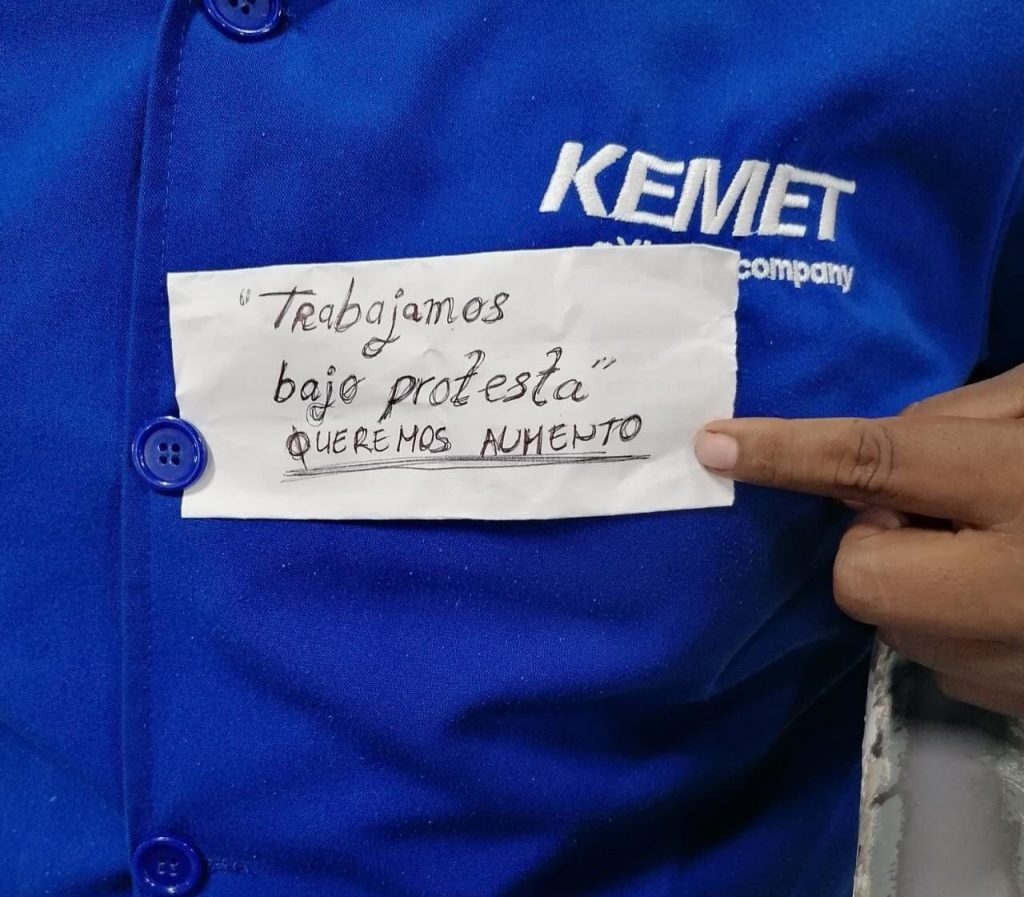 KEMET
company
"Trabajamos
bajo protesta"
QUEREMOS AUMENTO